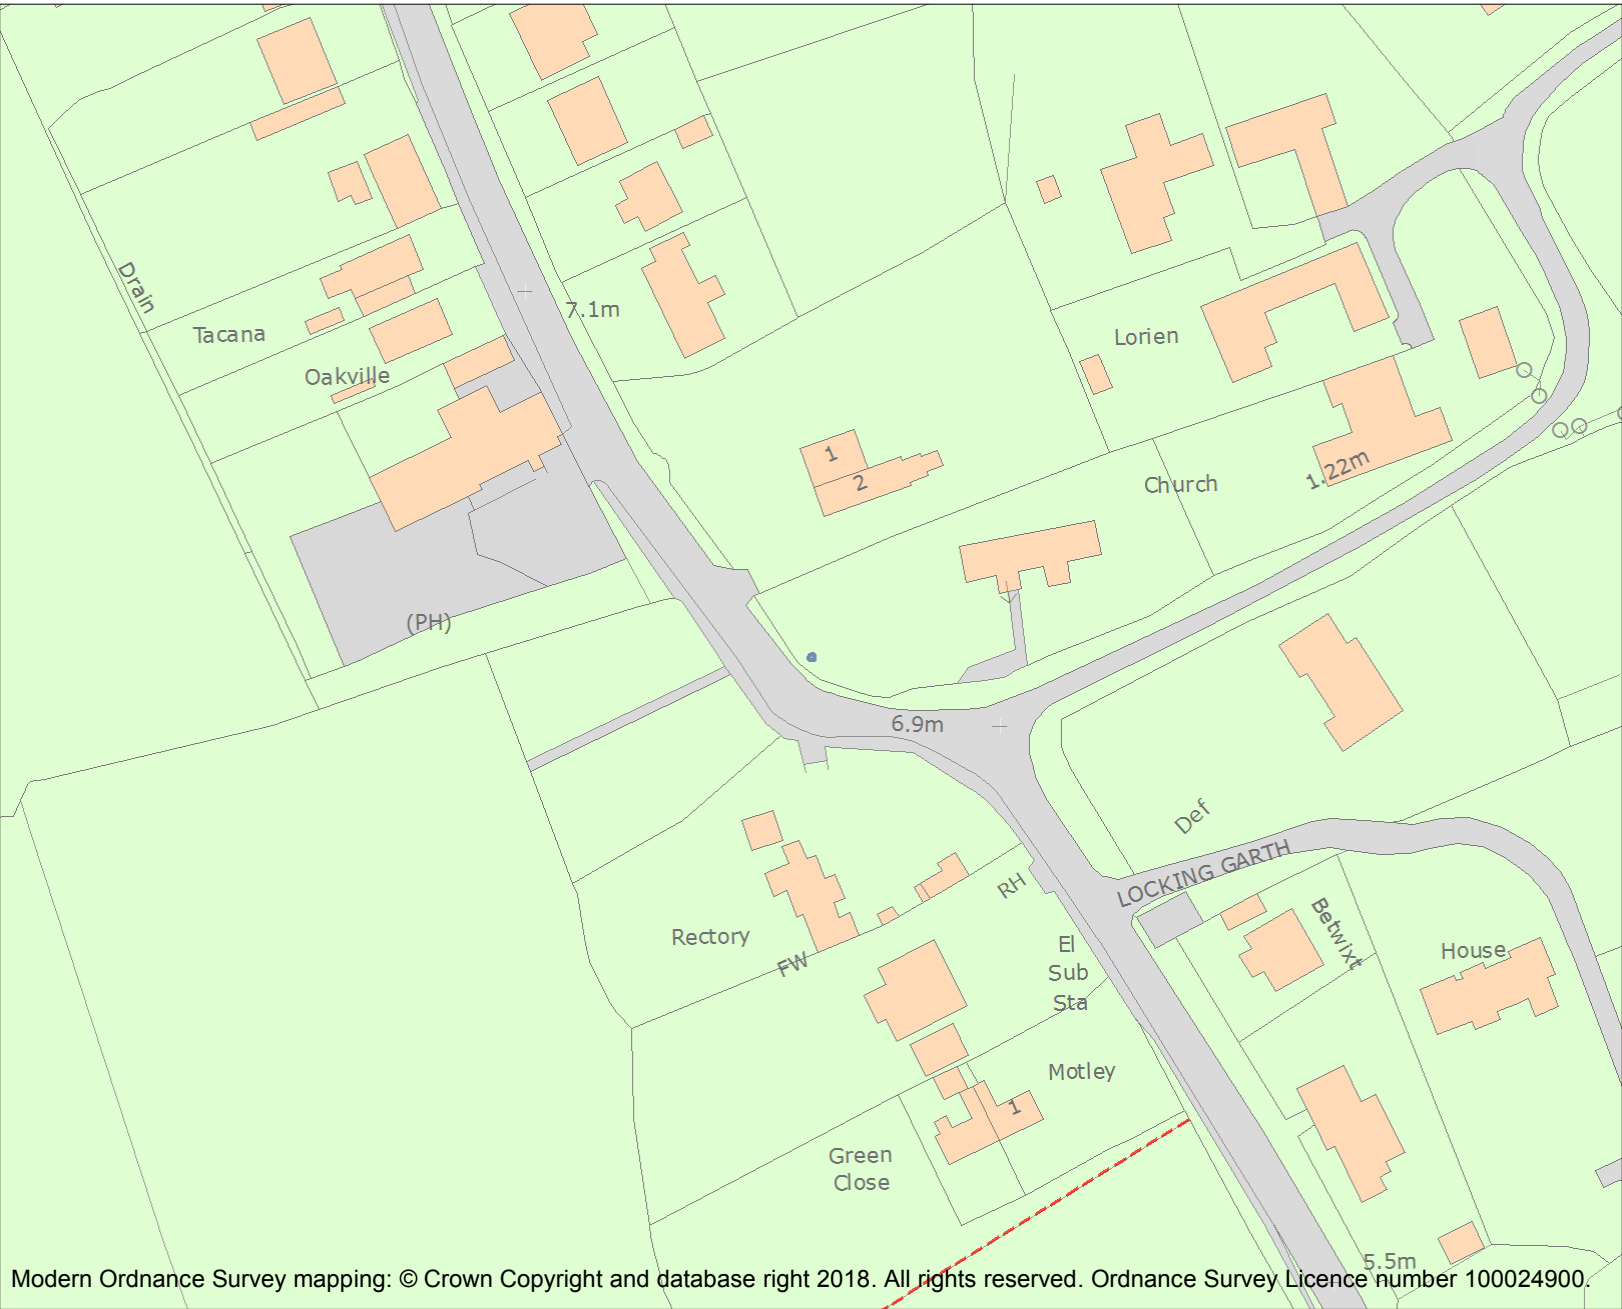 Drain
7.1m
Tacana
Lorien
Oakville
1
2
1.22m
Church
(PH)
6.9m
Def
LOCKING GARTH
RH
Betwixt
Rectory
FW
El
Sub
Sta
House
Motley
1
Green
Close
5.5m
Modern Ordnance Survey mapping: © Crown Copyright and database right 2018. All rights reserved. Ordnance Survey Licence number 100024900.